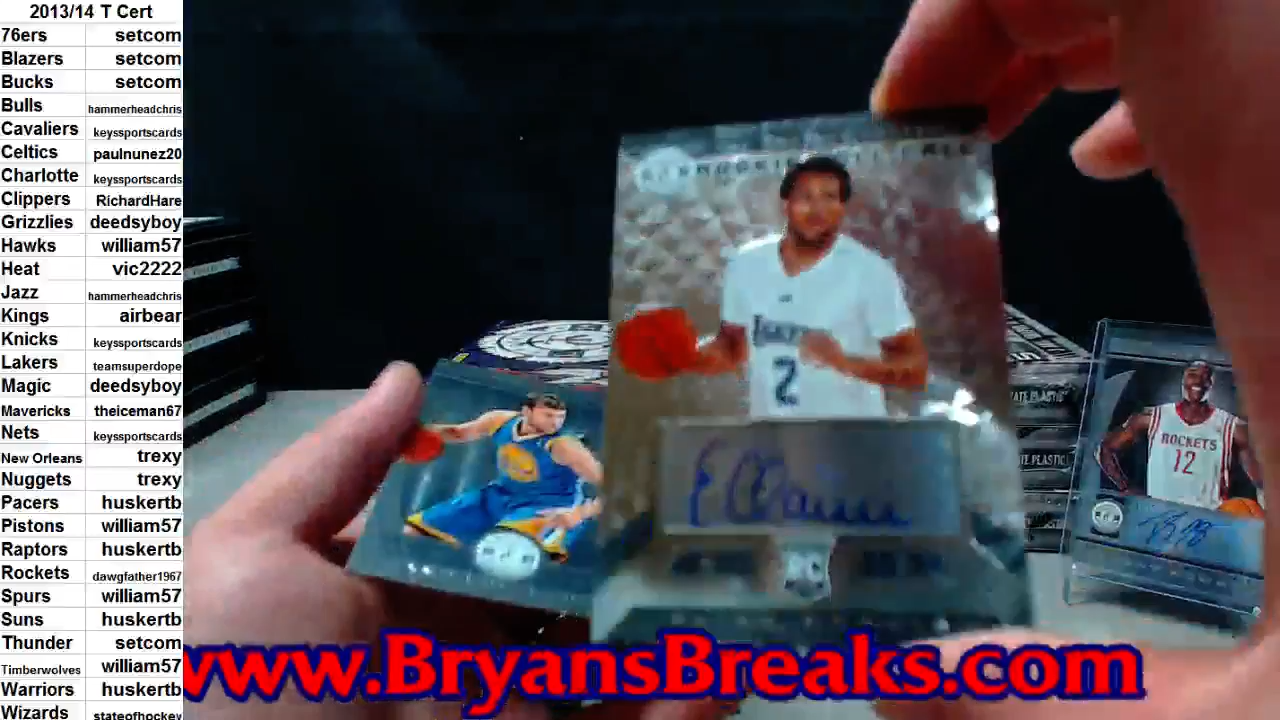 2013/14 T Cert
76ers setcom
Blazers setcom
Bucks setcom
Bulls hammerheadchris
Cavaliers keyssportscards
Celtics paulnunez20
Charlotte keyssportscards
Clippers RichardHare
Grizzlies deedsyboy
Hawks william57
Heat vic2222
Jazz hammerheadchris
Kings airbear
Knicks keyssportscards
Lakers teamsuperdope
Magic deedsyboy
Mavericks theiceman67
Nets keyssportscards
New Orleans trexy
Nuggets trexy
Pacers huskertb
Pistons william57
Raptors huskertb
Rockets dawgfather1967
Spurs william57
Suns huskertb
Thunder setcom
Timberwolves william57
Warriors huskertb
Wizards stateofhockey
2
RC
ROCKETS
12
www.BryansBreaks.com